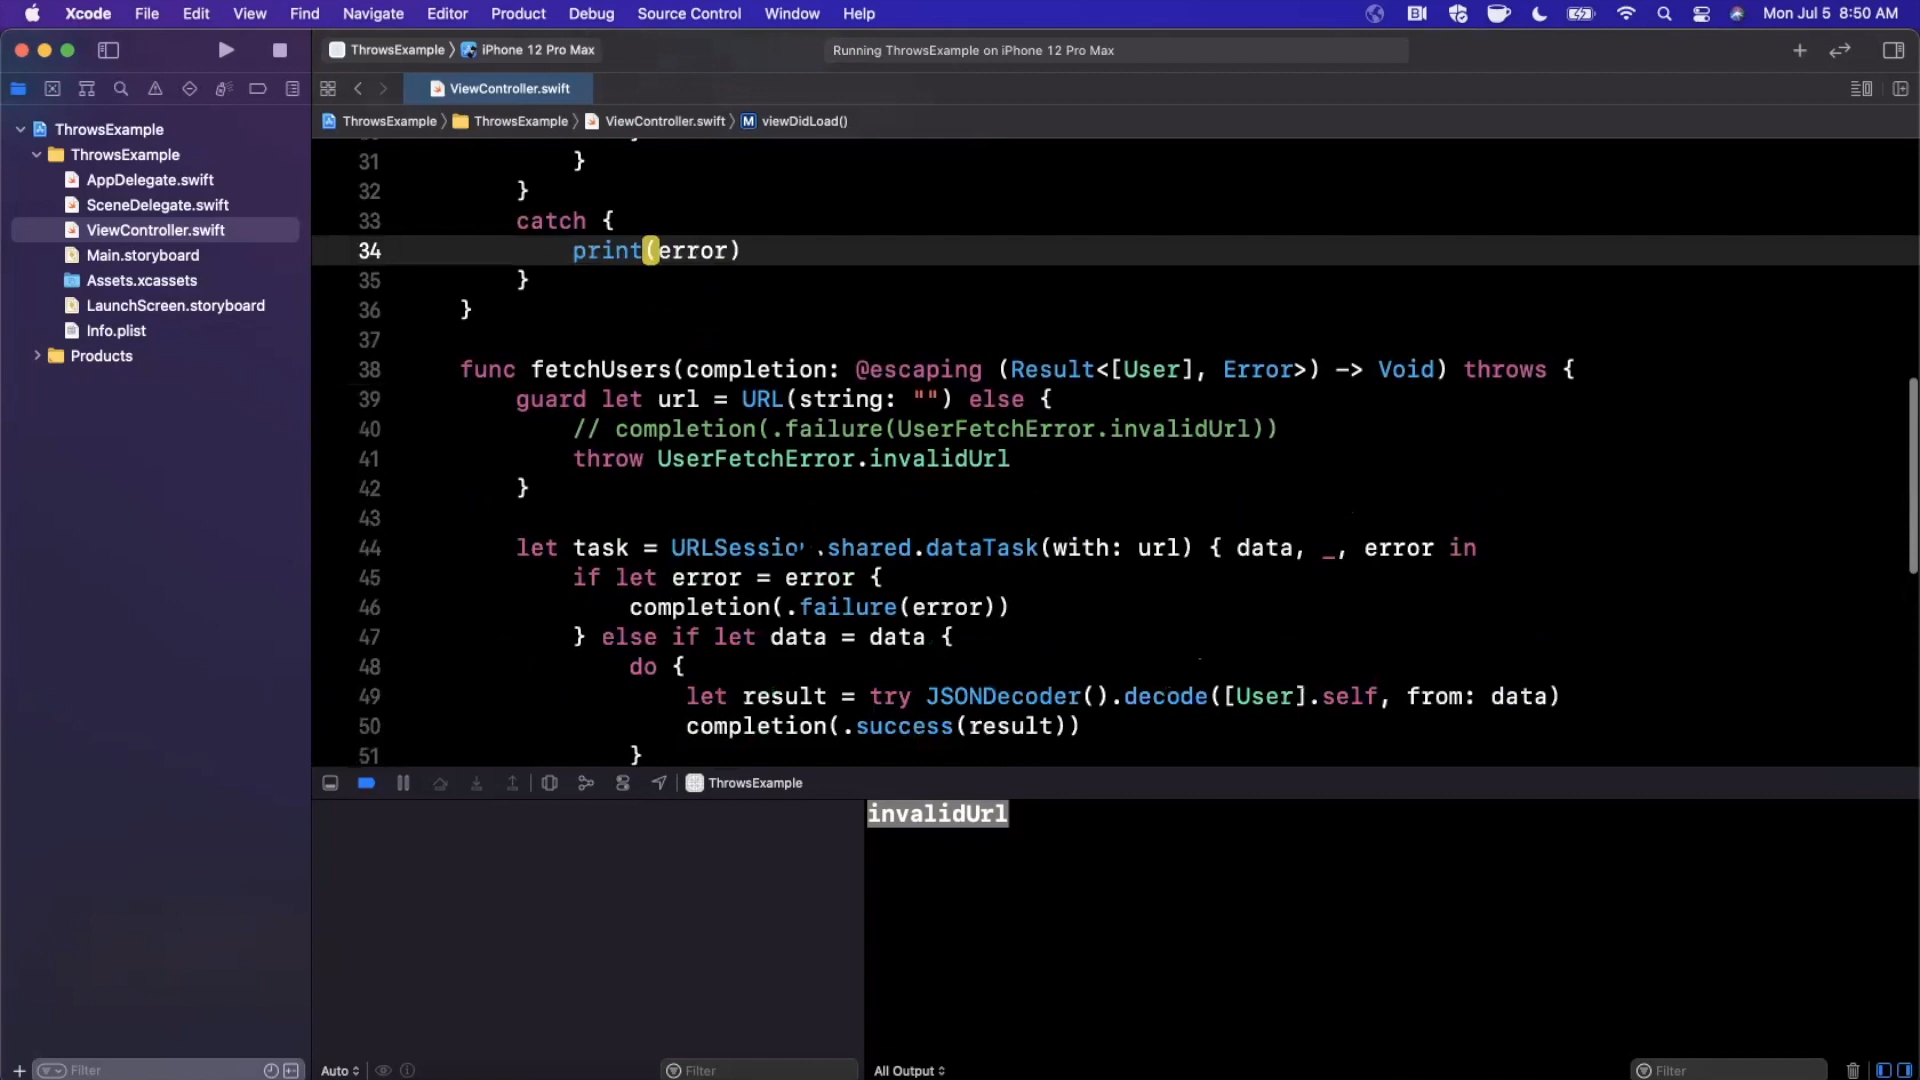 Xcode File Edit View Find Navigate Editor Product Debug Source Control Window Help Mon Jul 5 8:50 AM
ThrowsExample iPhone 12 Pro Max Running ThrowsExample on iPhone 12 Pro Max
ViewController.swift
ThrowsExample ThrowsExample ViewController.swift M viewDidLoad()
ThrowsExample
ThrowsExample
AppDelegate.swift
SceneDelegate.swift
ViewController.swift
Main.storyboard
Assets.xcassets
LaunchScreen.storyboard
Info.plist
Products
31 }
32 }
33 catch {
34 print(error)
35 }
36 }
37
38 func fetchUsers(completion: @escaping (Result<[User], Error>) -> Void) throws {
39 guard let url = URL(string: "") else {
40 // completion(.failure(UserFetchError.invalidUrl))
41 throw UserFetchError.invalidUrl
42 }
43
44 let task = URLSession.shared.dataTask(with: url) { data, _, error in
45 if let error = error {
46 completion(.failure(error))
47 } else if let data = data {
48 do {
49 let result = try JSONDecoder().decode([User].self, from: data)
50 completion(.success(result))
51 }
ThrowsExample
invalidUrl
Filter Auto Filter All Output Filter